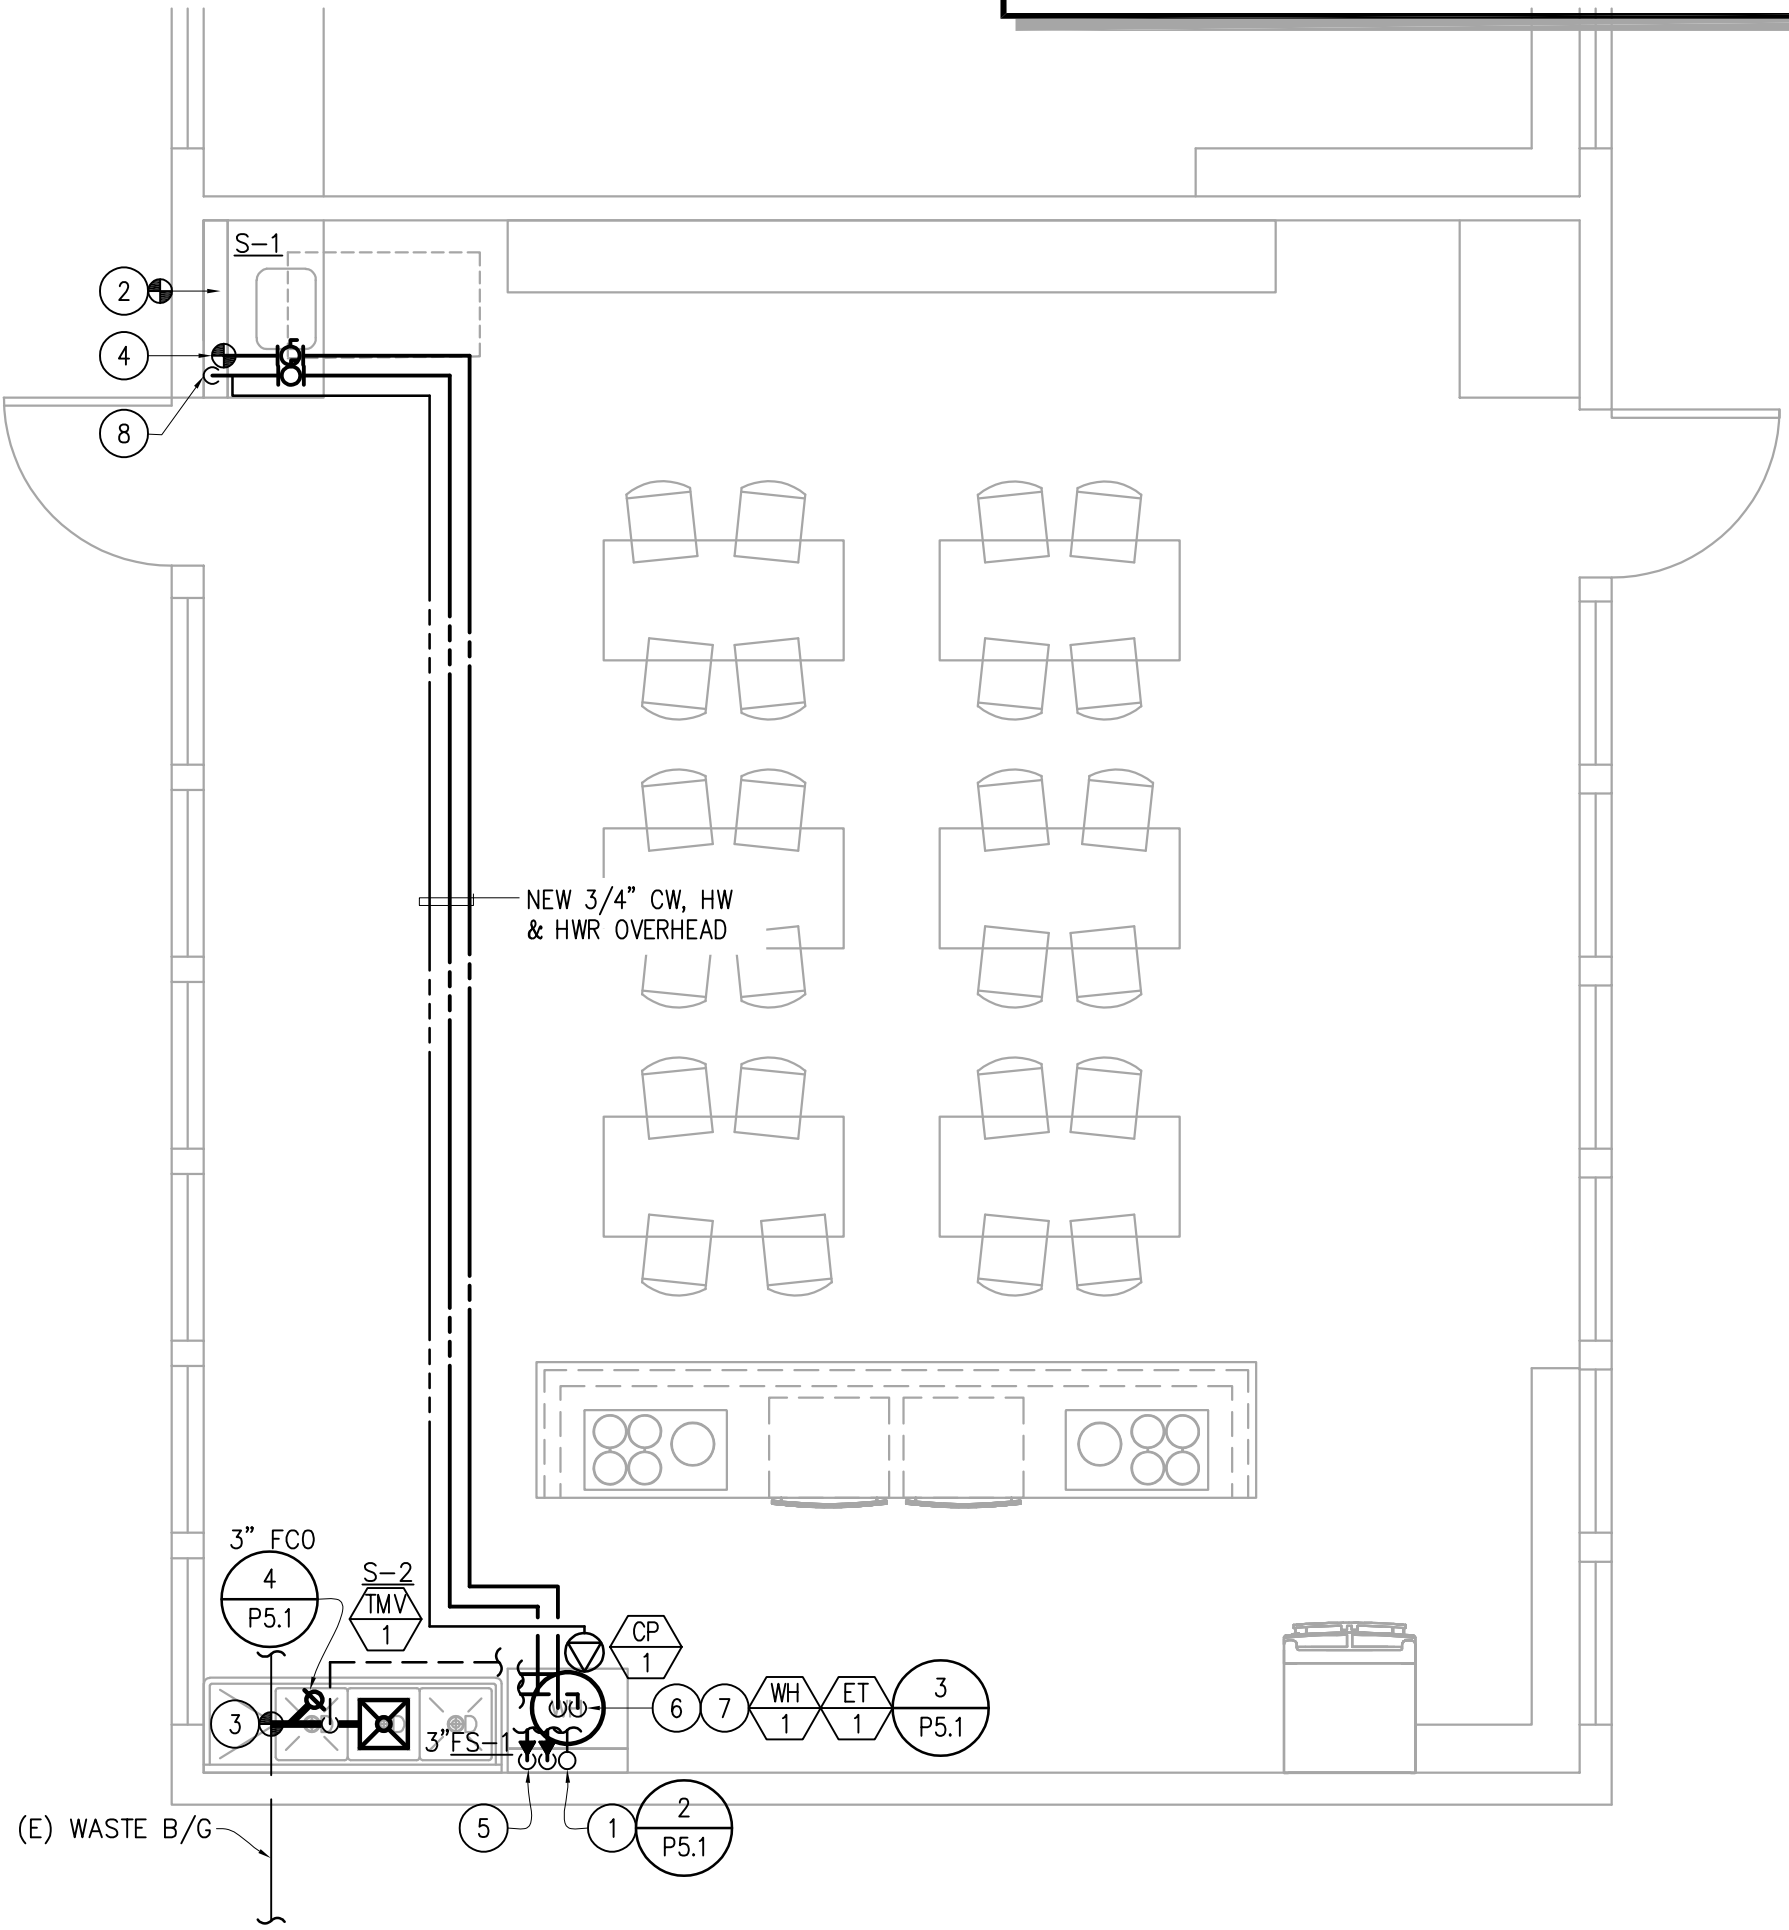 S-1
2
4
8
NEW 3/4" CW, HW
& HWR OVERHEAD
3" FCO
4
P5.1
S-2
TMV
1
CP
1
3
6
7
WH
1
ET
1
3
P5.1
3"FS-1
5
1
2
P5.1
(E) WASTE B/G